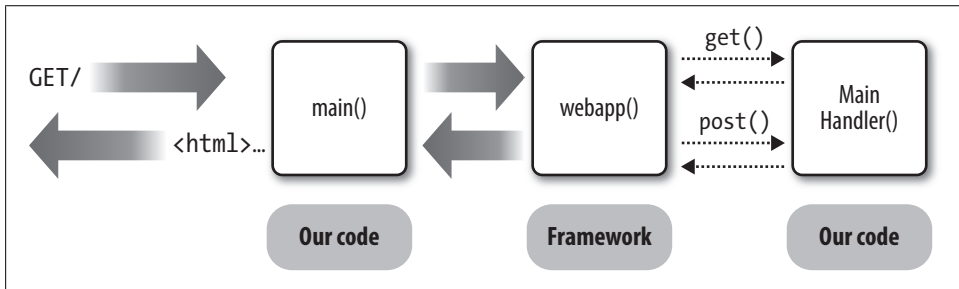 GET/
<html>…
main()
webapp()
get()
post()
Main
Handler()
Our code
Framework
Our code